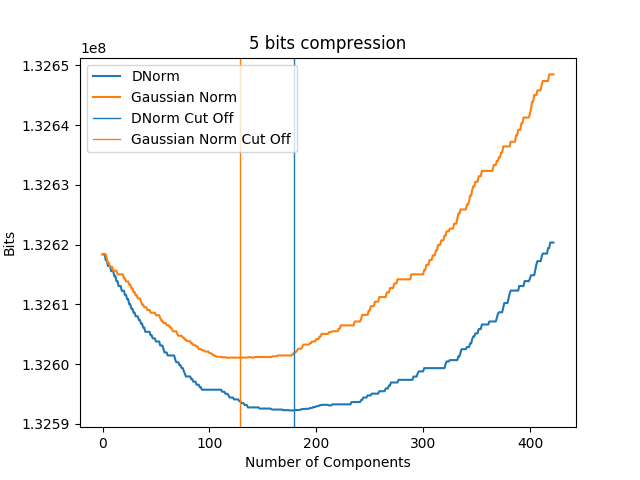 5 bits compression
1e8
1.3265
1.3264
1.3263
1.3262
1.3261
1.3260
1.3259
Bits
DNorm
Gaussian Norm
DNorm Cut Off
Gaussian Norm Cut Off
0 100 200 300 400
Number of Components